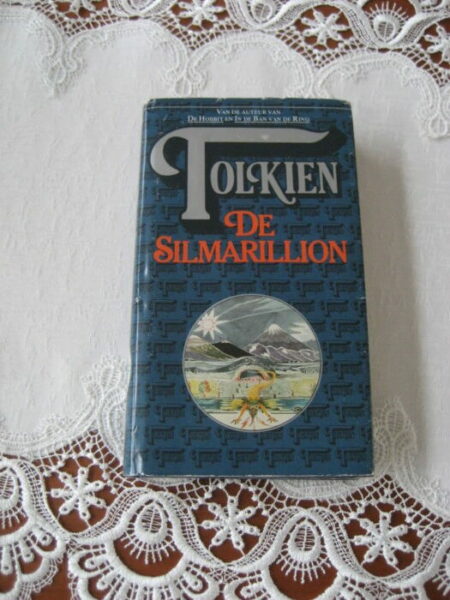 VAN DE AUTEUR VAN
DE HOBBIT EN IN DE BAN VAN DE RING
TOLKIEN
DE
SILMARILLION